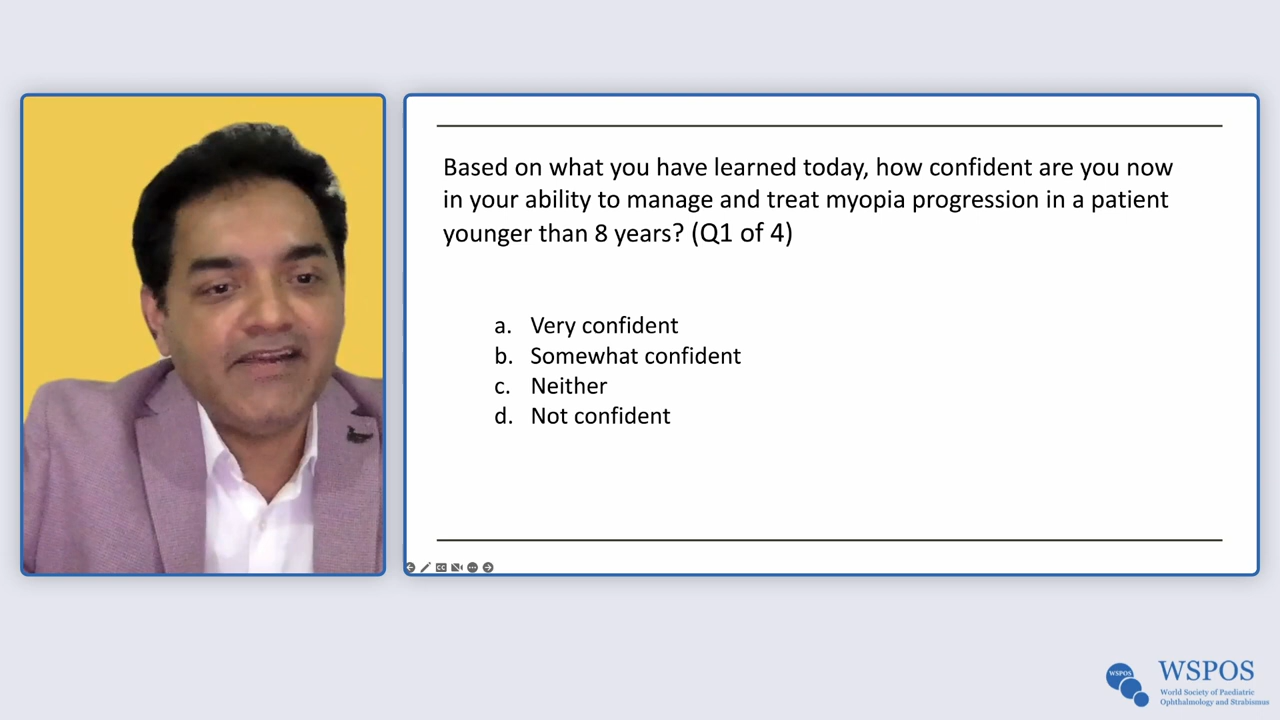 Based on what you have learned today, how confident are you now
in your ability to manage and treat myopia progression in a patient
younger than 8 years? (Q1 of 4)
a. Very confident
b. Somewhat confident
c. Neither
d. Not confident
WSPOS
WSPOS
World Society of Paediatric
Ophthalmology and Strabismus